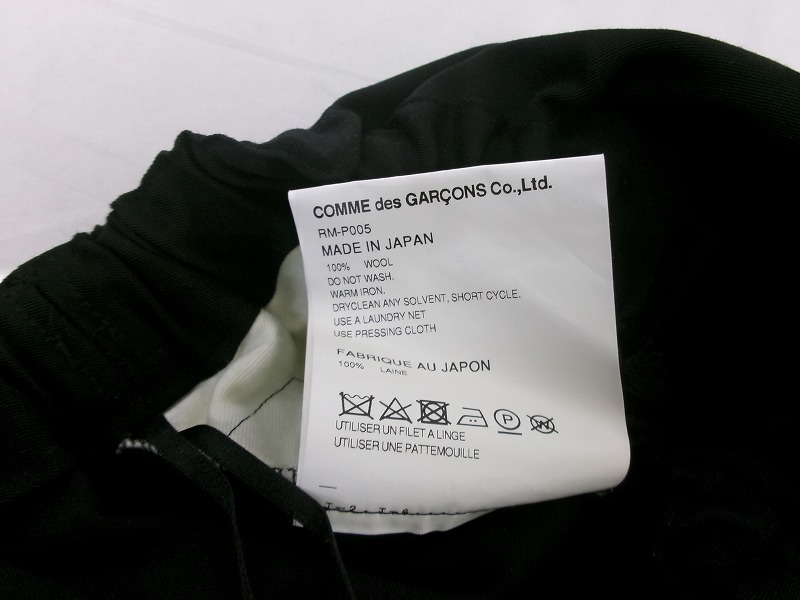 COMME des GARÇONS Co.,Ltd.
RM-P005
MADE IN JAPAN
100% WOOL
DO NOT WASH.
WARM IRON.
DRYCLEAN ANY SOLVENT, SHORT CYCLE.
USE A LAUNDRY NET
USE PRESSING CLOTH
FABRIQUE AU JAPON
100% LAINE
P W
UTILISER UN FILET A LINGE
UTILISER UNE PATTEMOUILLE